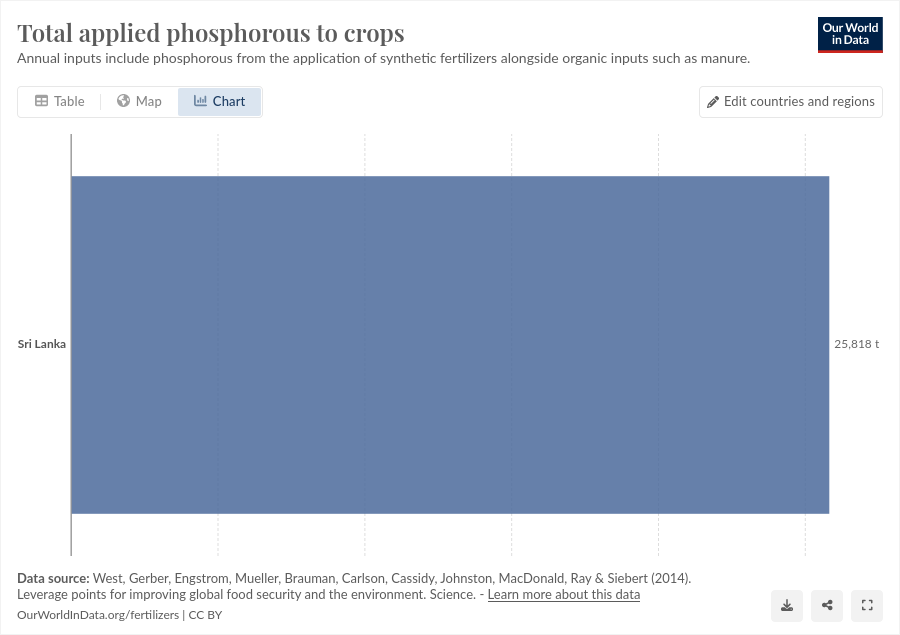 Total applied phosphorous to crops
Our World
in Data
Annual inputs include phosphorous from the application of synthetic fertilizers alongside organic inputs such as manure.
Table
Map
Chart
Edit countries and regions
Sri Lanka
25,818 t
Data source: West, Gerber, Engstrom, Mueller, Brauman, Carlson, Cassidy, Johnston, MacDonald, Ray & Siebert (2014).
Leverage points for improving global food security and the environment. Science. - Learn more about this data
OurWorldInData.org/fertilizers | CC BY